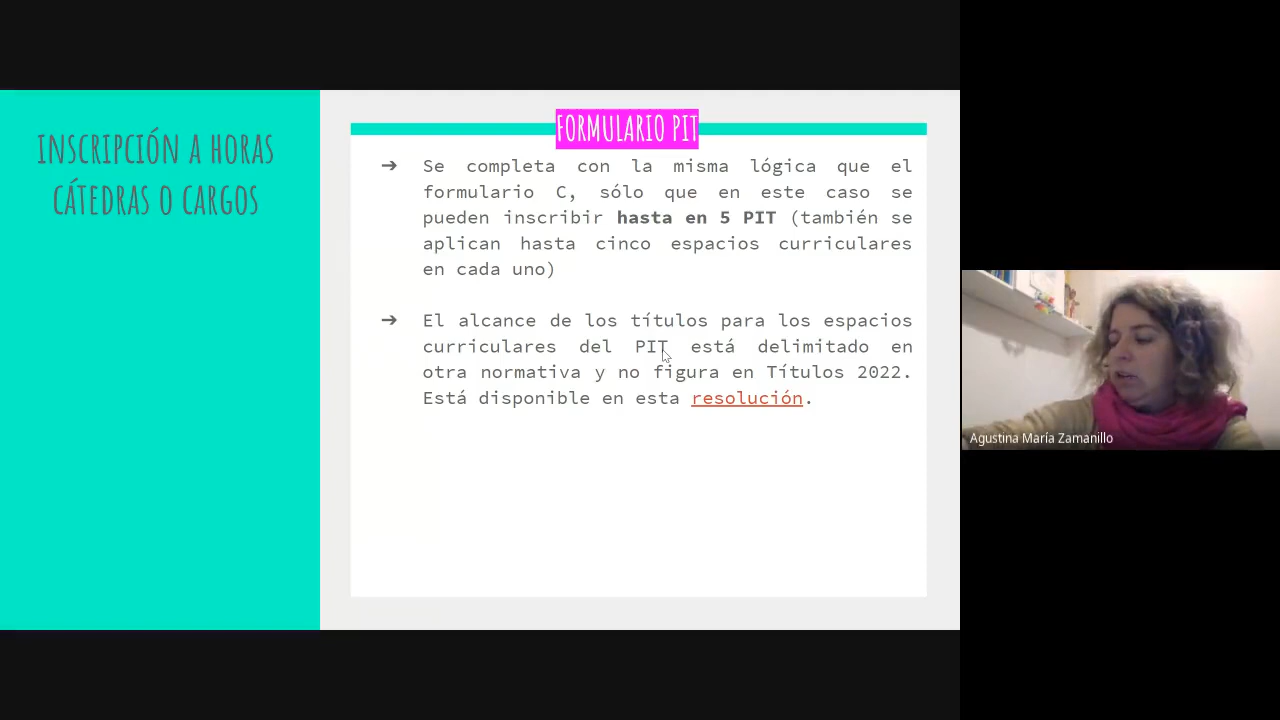 INSCRIPCIÓN A HORAS
CÁTEDRAS O CARGOS
FORMULARIO PIT
➔ Se completa con la misma lógica que el
formulario C, sólo que en este caso se
pueden inscribir hasta en 5 PIT (también se
aplican hasta cinco espacios curriculares
en cada uno)
➔ El alcance de los títulos para los espacios
curriculares del PIT está delimitado en
otra normativa y no figura en Títulos 2022.
Está disponible en esta resolución.
Agustina María Zamanillo